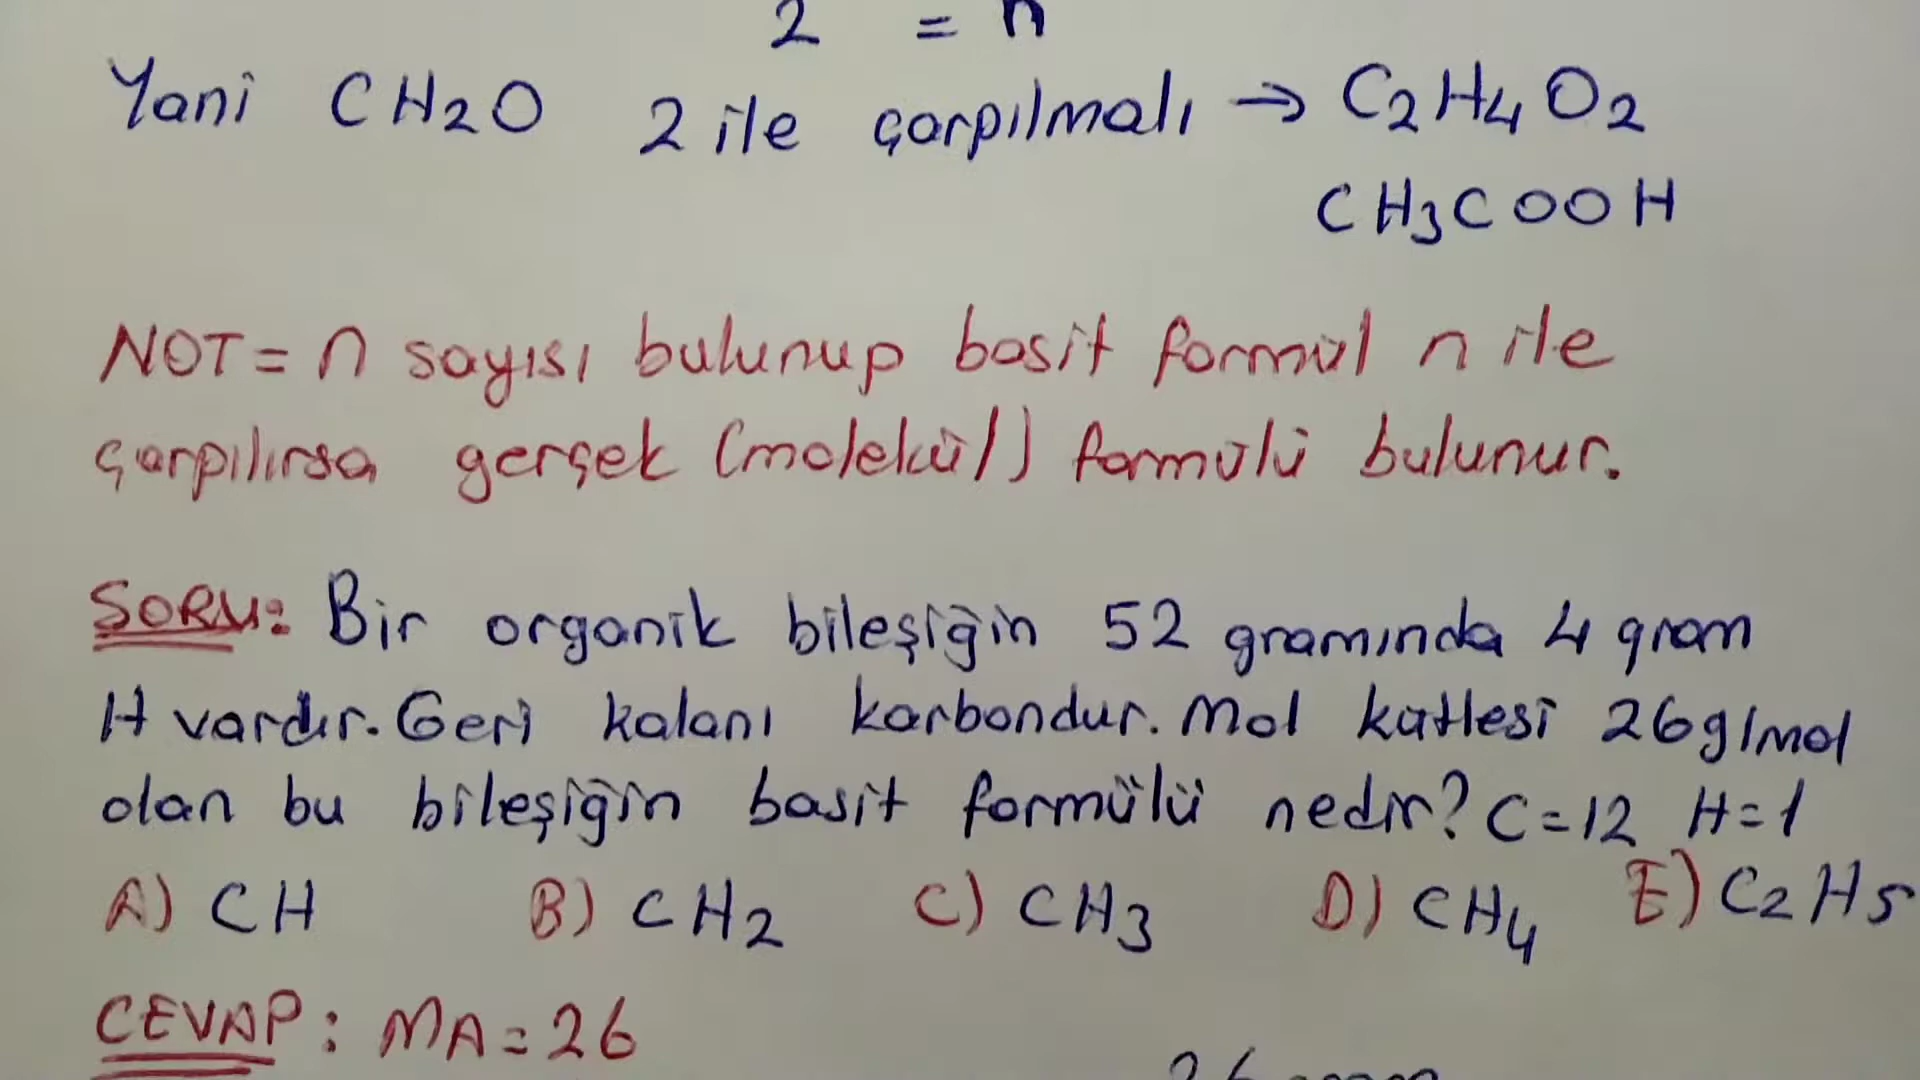 2 = n
Yani CH2O 2 ile çarpılmalı → C2H4O2
CH3COOH
NOT = n sayısı bulunup basit formül n ile
çarpılırsa gerçek (molekül) formülü bulunur.
SORU: Bir organik bileşiğin 52 gramında 4 gram
H vardır. Geri kalanı karbondur. Mol kütlesi 26g/mol
olan bu bileşiğin basit formülü nedir? C=12 H=1
A) CH B) CH2 C) CH3 D) CH4 E) C2H5
CEVAP: MA=26